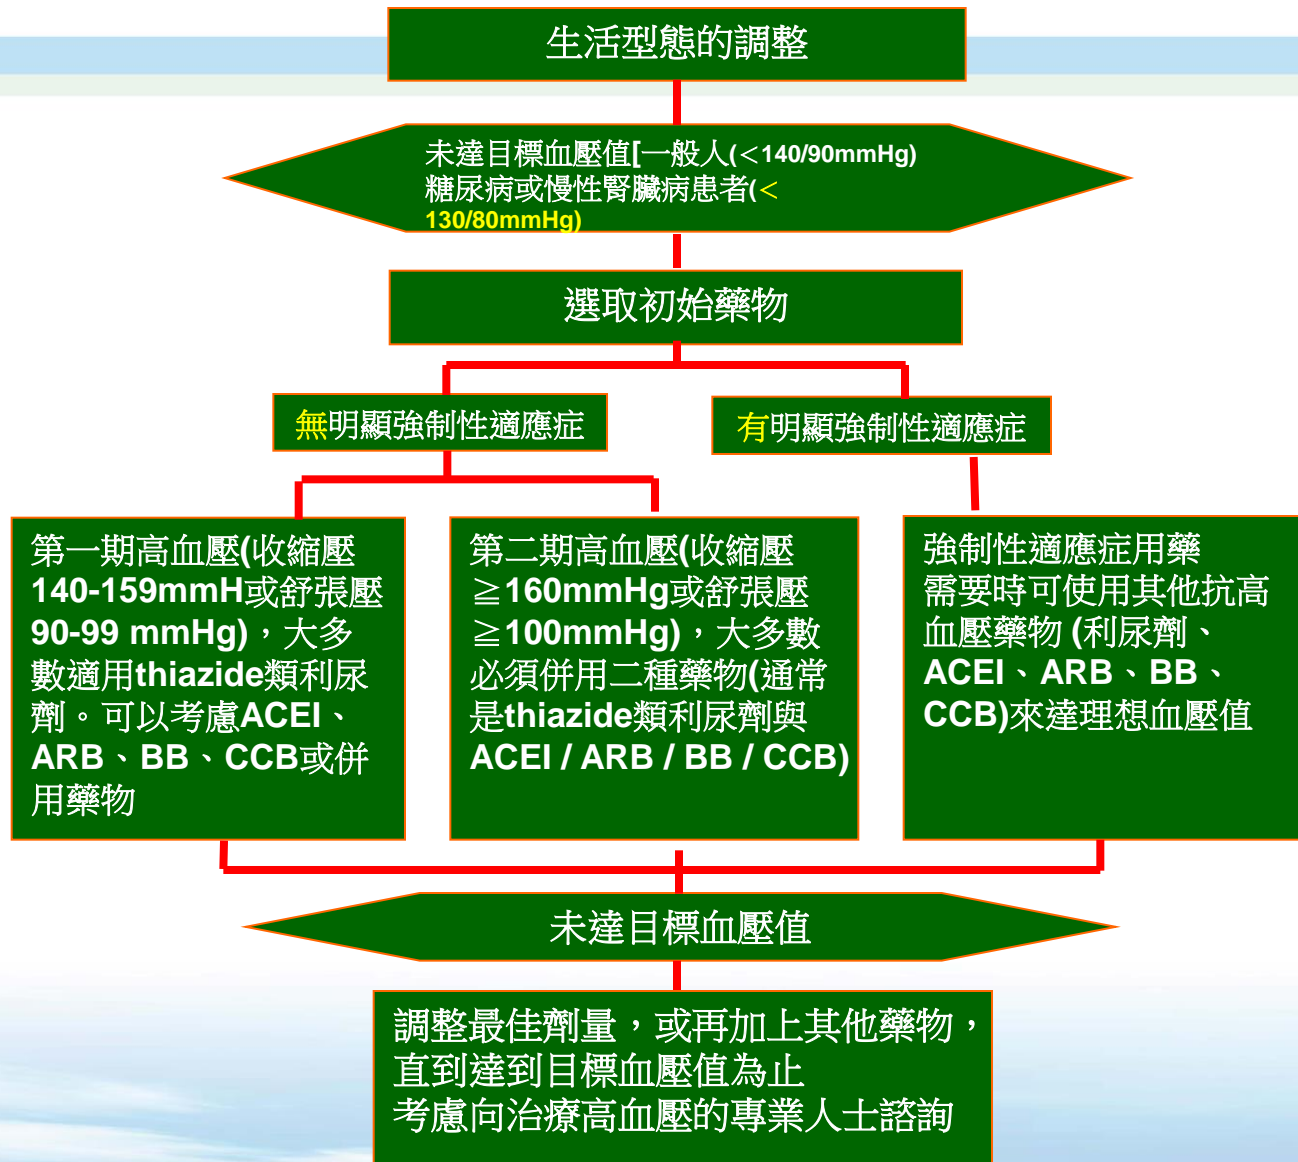 生活型態的調整
未達目標血壓值[一般人(＜140/90mmHg)
糖尿病或慢性腎臟病患者(＜
130/80mmHg)
選取初始藥物
無明顯強制性適應症
有明顯強制性適應症
第一期高血壓(收縮壓
140-159mmH或舒張壓
90-99 mmHg)，大多
數適用thiazide類利尿
劑。可以考慮ACEI、
ARB、BB、CCB或併
用藥物
第二期高血壓(收縮壓
≧160mmHg或舒張壓
≧100mmHg)，大多數
必須併用二種藥物(通常
是thiazide類利尿劑與
ACEI / ARB / BB / CCB)
強制性適應症用藥
需要時可使用其他抗高
血壓藥物 (利尿劑、
ACEI、ARB、BB、
CCB)來達理想血壓值
未達目標血壓值
調整最佳劑量，或再加上其他藥物，
直到達到目標血壓值為止
考慮向治療高血壓的專業人士諮詢